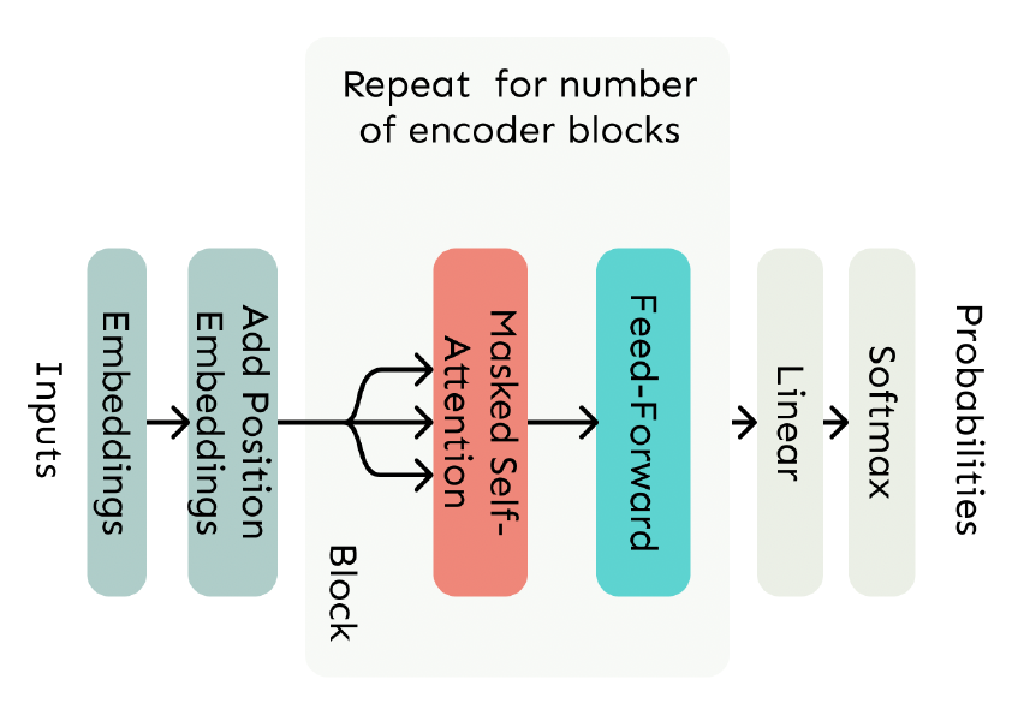 Repeat for number
of encoder blocks
Inputs
Embeddings
Add Position
Embeddings
Block
Masked Self-
Attention
Feed-Forward
Linear
Softmax
Probabilities